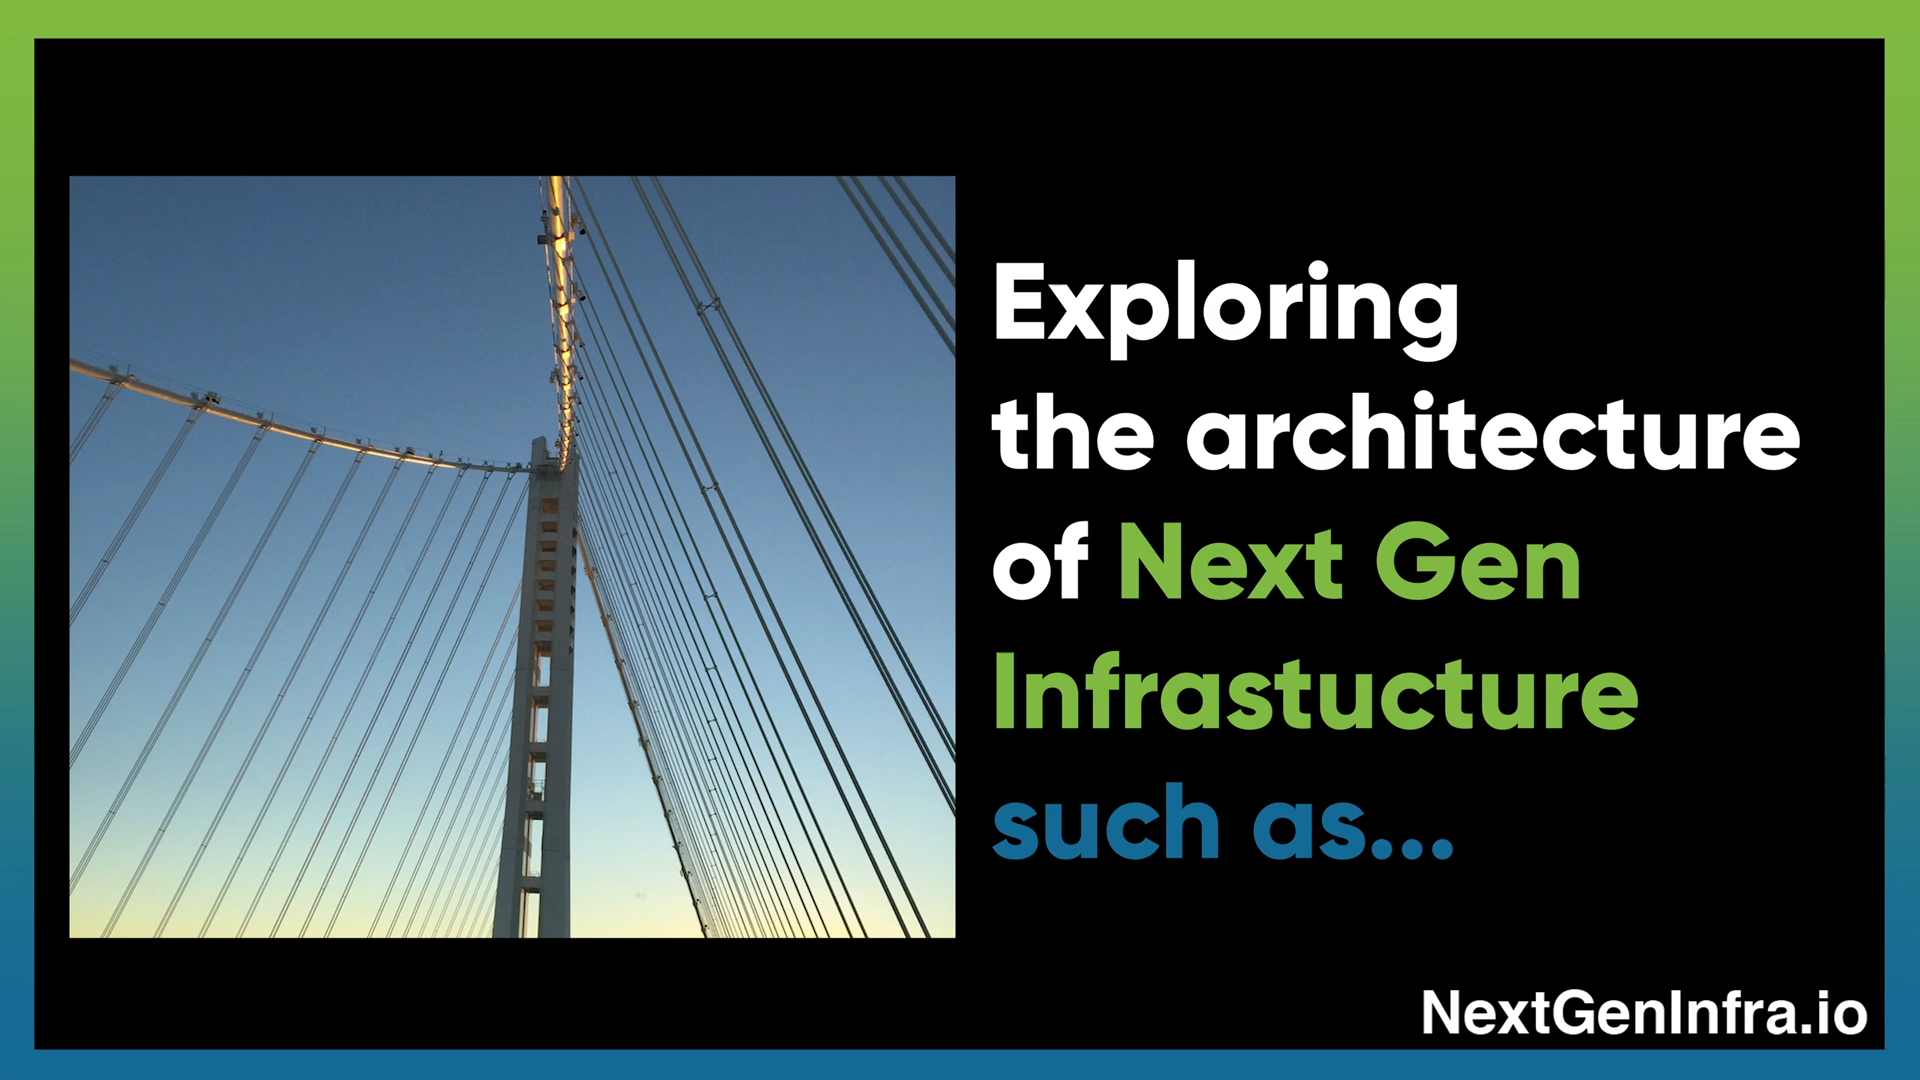 Exploring
the architecture
of Next Gen
Infrastucture
such as...
NextGenInfra.io